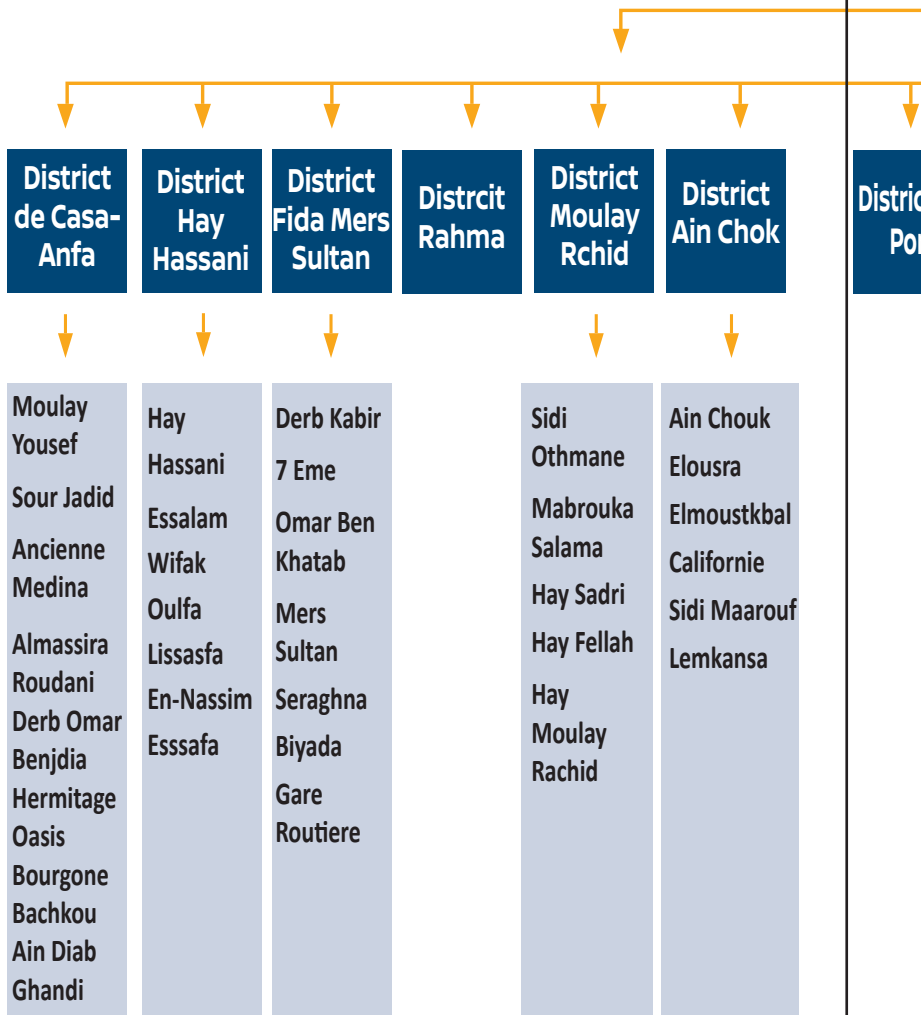 District
de Casa-
Anfa
District
Hay
Hassani
District
Fida Mers
Sultan
Distrcit
Rahma
District
Moulay
Rchid
District
Ain Chok
Moulay
Yousef
Sour Jadid
Ancienne
Medina
Almassira
Roudani
Derb Omar
Benjdia
Hermitage
Oasis
Bourgone
Bachkou
Ain Diab
Ghandi
Hay
Hassani
Essalam
Wifak
Oulfa
Lissasfa
En-Nassim
Esssafa
Derb Kabir
7 Eme
Omar Ben
Khatab
Mers
Sultan
Seraghna
Biyada
Gare
Routiere
Sidi
Othmane
Mabrouka
Salama
Hay Sadri
Hay Fellah
Hay
Moulay
Rachid
Ain Chouk
Elousra
Elmoustkbal
Californie
Sidi Maarouf
Lemkansa